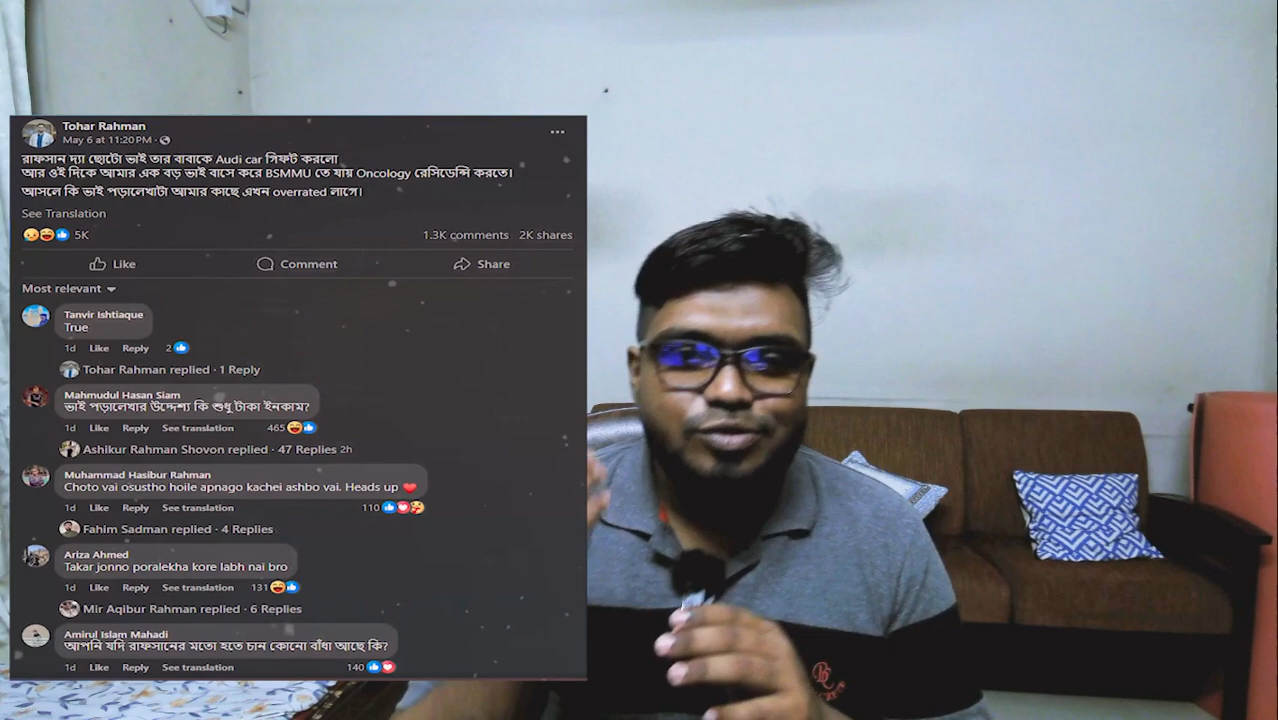 Tohar Rahman
May 6 at 11:20 PM ·
রাফসান দ্যা ছোটো ভাই তার বাবাকে Audi car গিফট করলো
আর ওই দিকে আমার এক বড় ভাই বাসে করে BSMMU তে যায় Oncology রেসিডেন্সি করতে।
আসলে কি ভাই পড়ালেখাটা আমার কাছে এখন overrated লাগে।
See Translation
5K 1.3K comments 2K shares
Like Comment Share
Most relevant
Tanvir Ishtiaque
True
1d Like Reply 2
Tohar Rahman replied · 1 Reply
Mahmudul Hasan Siam
ভাই পড়ালেখার উদ্দেশ্য কি শুধু টাকা ইনকাম?
1d Like Reply See translation 465
Ashikur Rahman Shovon replied · 47 Replies 2h
Muhammad Hasibur Rahman
Choto vai osustho hoile apnago kachei ashbo vai. Heads up ❤️
1d Like Reply See translation 110
Fahim Sadman replied · 4 Replies
Ariza Ahmed
Takar jonno poralekha kore labh nai bro
1d Like Reply See translation 131
Mir Aqibur Rahman replied · 6 Replies
Amirul Islam Mahadi
আপনি যদি রাফসানের মতো হতে চান কোনো বাঁধা আছে কি?
1d Like Reply See translation 140